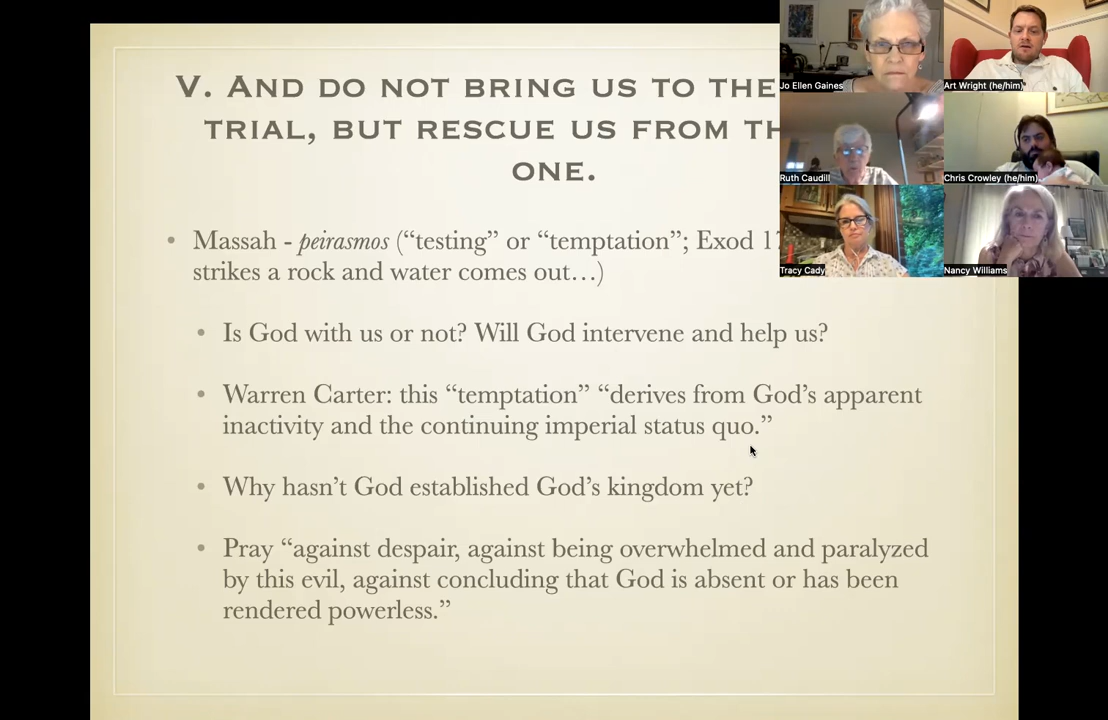 V. AND DO NOT BRING US TO THE
TRIAL, BUT RESCUE US FROM TH
ONE.
• Massah - peirasmos (“testing” or “temptation”; Exod 17
strikes a rock and water comes out…)
• Is God with us or not? Will God intervene and help us?
• Warren Carter: this “temptation” “derives from God’s apparent
inactivity and the continuing imperial status quo.”
• Why hasn’t God established God’s kingdom yet?
• Pray “against despair, against being overwhelmed and paralyzed
by this evil, against concluding that God is absent or has been
rendered powerless.”
Jo Ellen Gaines
Art Wright (he/him)
Ruth Caudill
Chris Crowley (he/him)
Tracy Cady
Nancy Williams